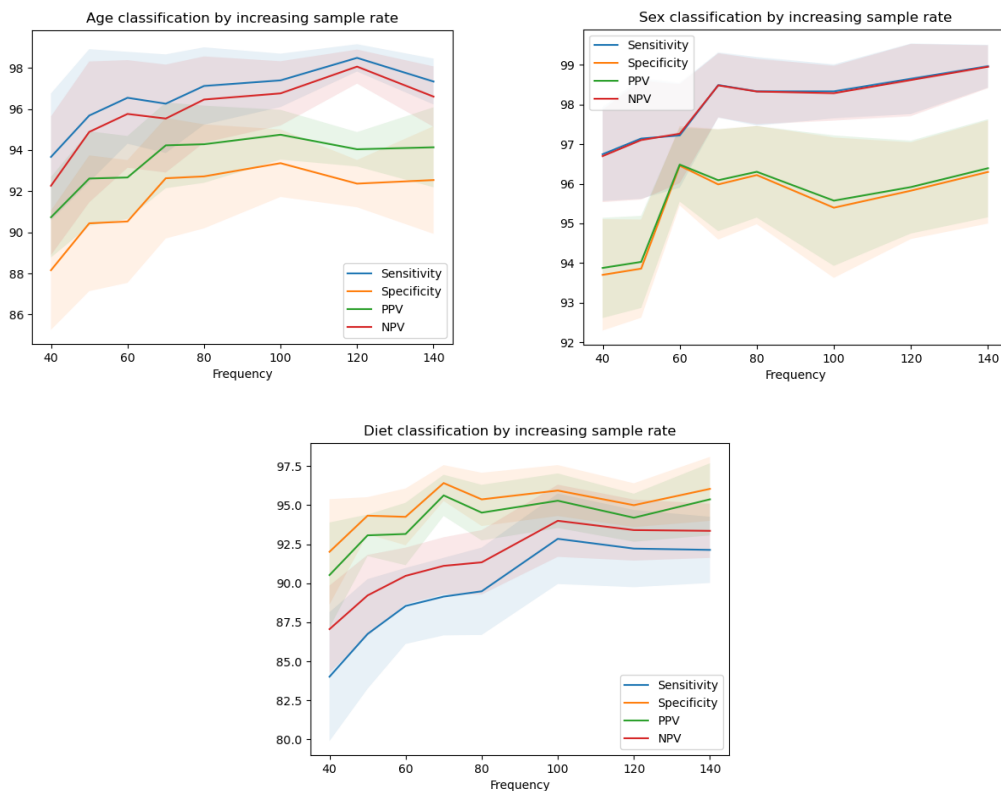 Age classification by increasing sample rate
98
96
94
92
90
88
86
Sensitivity
Specificity
PPV
NPV
40 60 80 100 120 140
Frequency
Sex classification by increasing sample rate
Sensitivity
Specificity
PPV
NPV
99
98
97
96
95
94
93
92
40 60 80 100 120 140
Frequency
Diet classification by increasing sample rate
97.5
95.0
92.5
90.0
87.5
85.0
82.5
80.0
Sensitivity
Specificity
PPV
NPV
40 60 80 100 120 140
Frequency